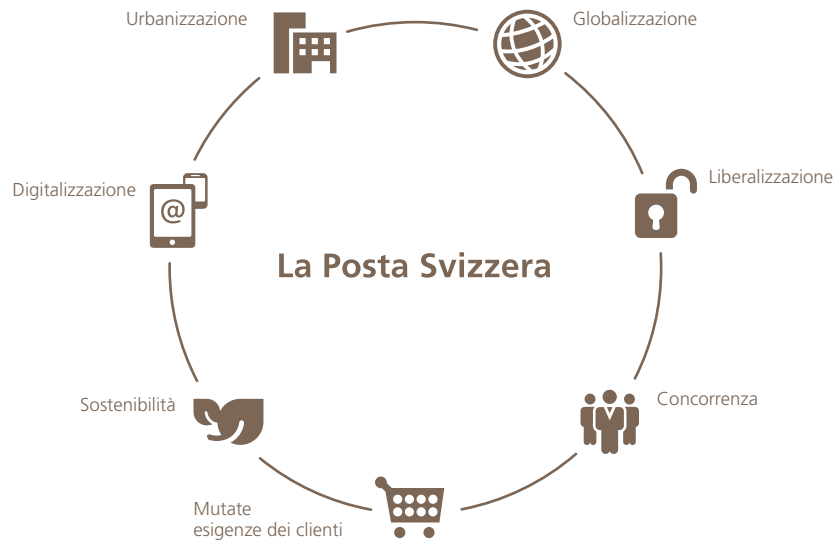 Urbanizzazione
Globalizzazione
Digitalizzazione
@
Liberalizzazione
La Posta Svizzera
Sostenibilità
Concorrenza
Mutate
esigenze dei clienti